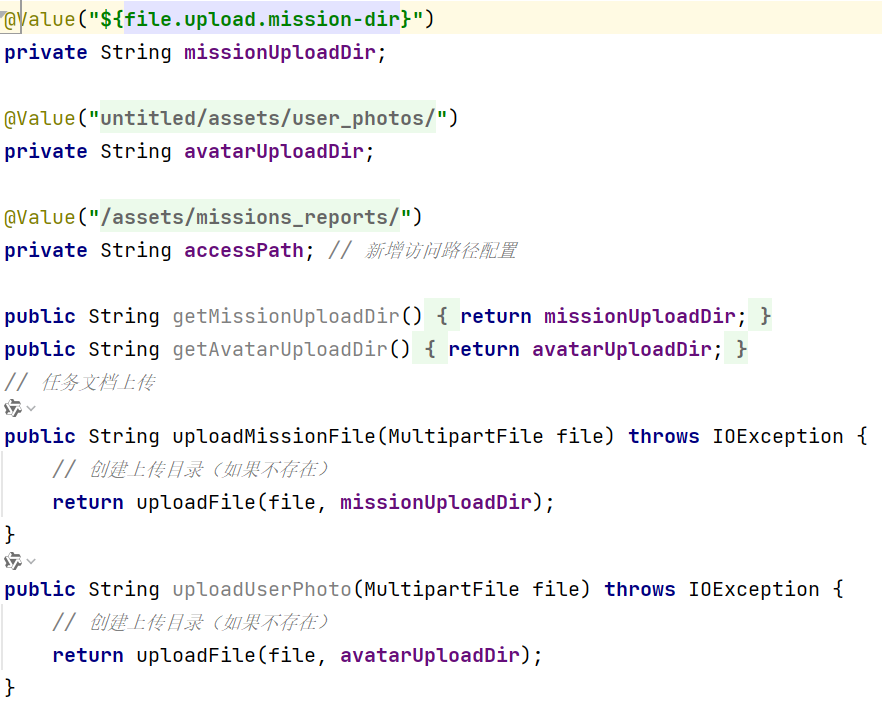 @Value("${file.upload.mission-dir}")
private String missionUploadDir;
@Value("untitled/assets/user_photos/")
private String avatarUploadDir;
@Value("/assets/missions_reports/")
private String accessPath; // 新增访问路径配置
public String getMissionUploadDir() { return missionUploadDir; }
public String getAvatarUploadDir() { return avatarUploadDir; }
// 任务文档上传
public String uploadMissionFile(MultipartFile file) throws IOException {
// 创建上传目录（如果不存在）
return uploadFile(file, missionUploadDir);
}
public String uploadUserPhoto(MultipartFile file) throws IOException {
// 创建上传目录（如果不存在）
return uploadFile(file, avatarUploadDir);
}